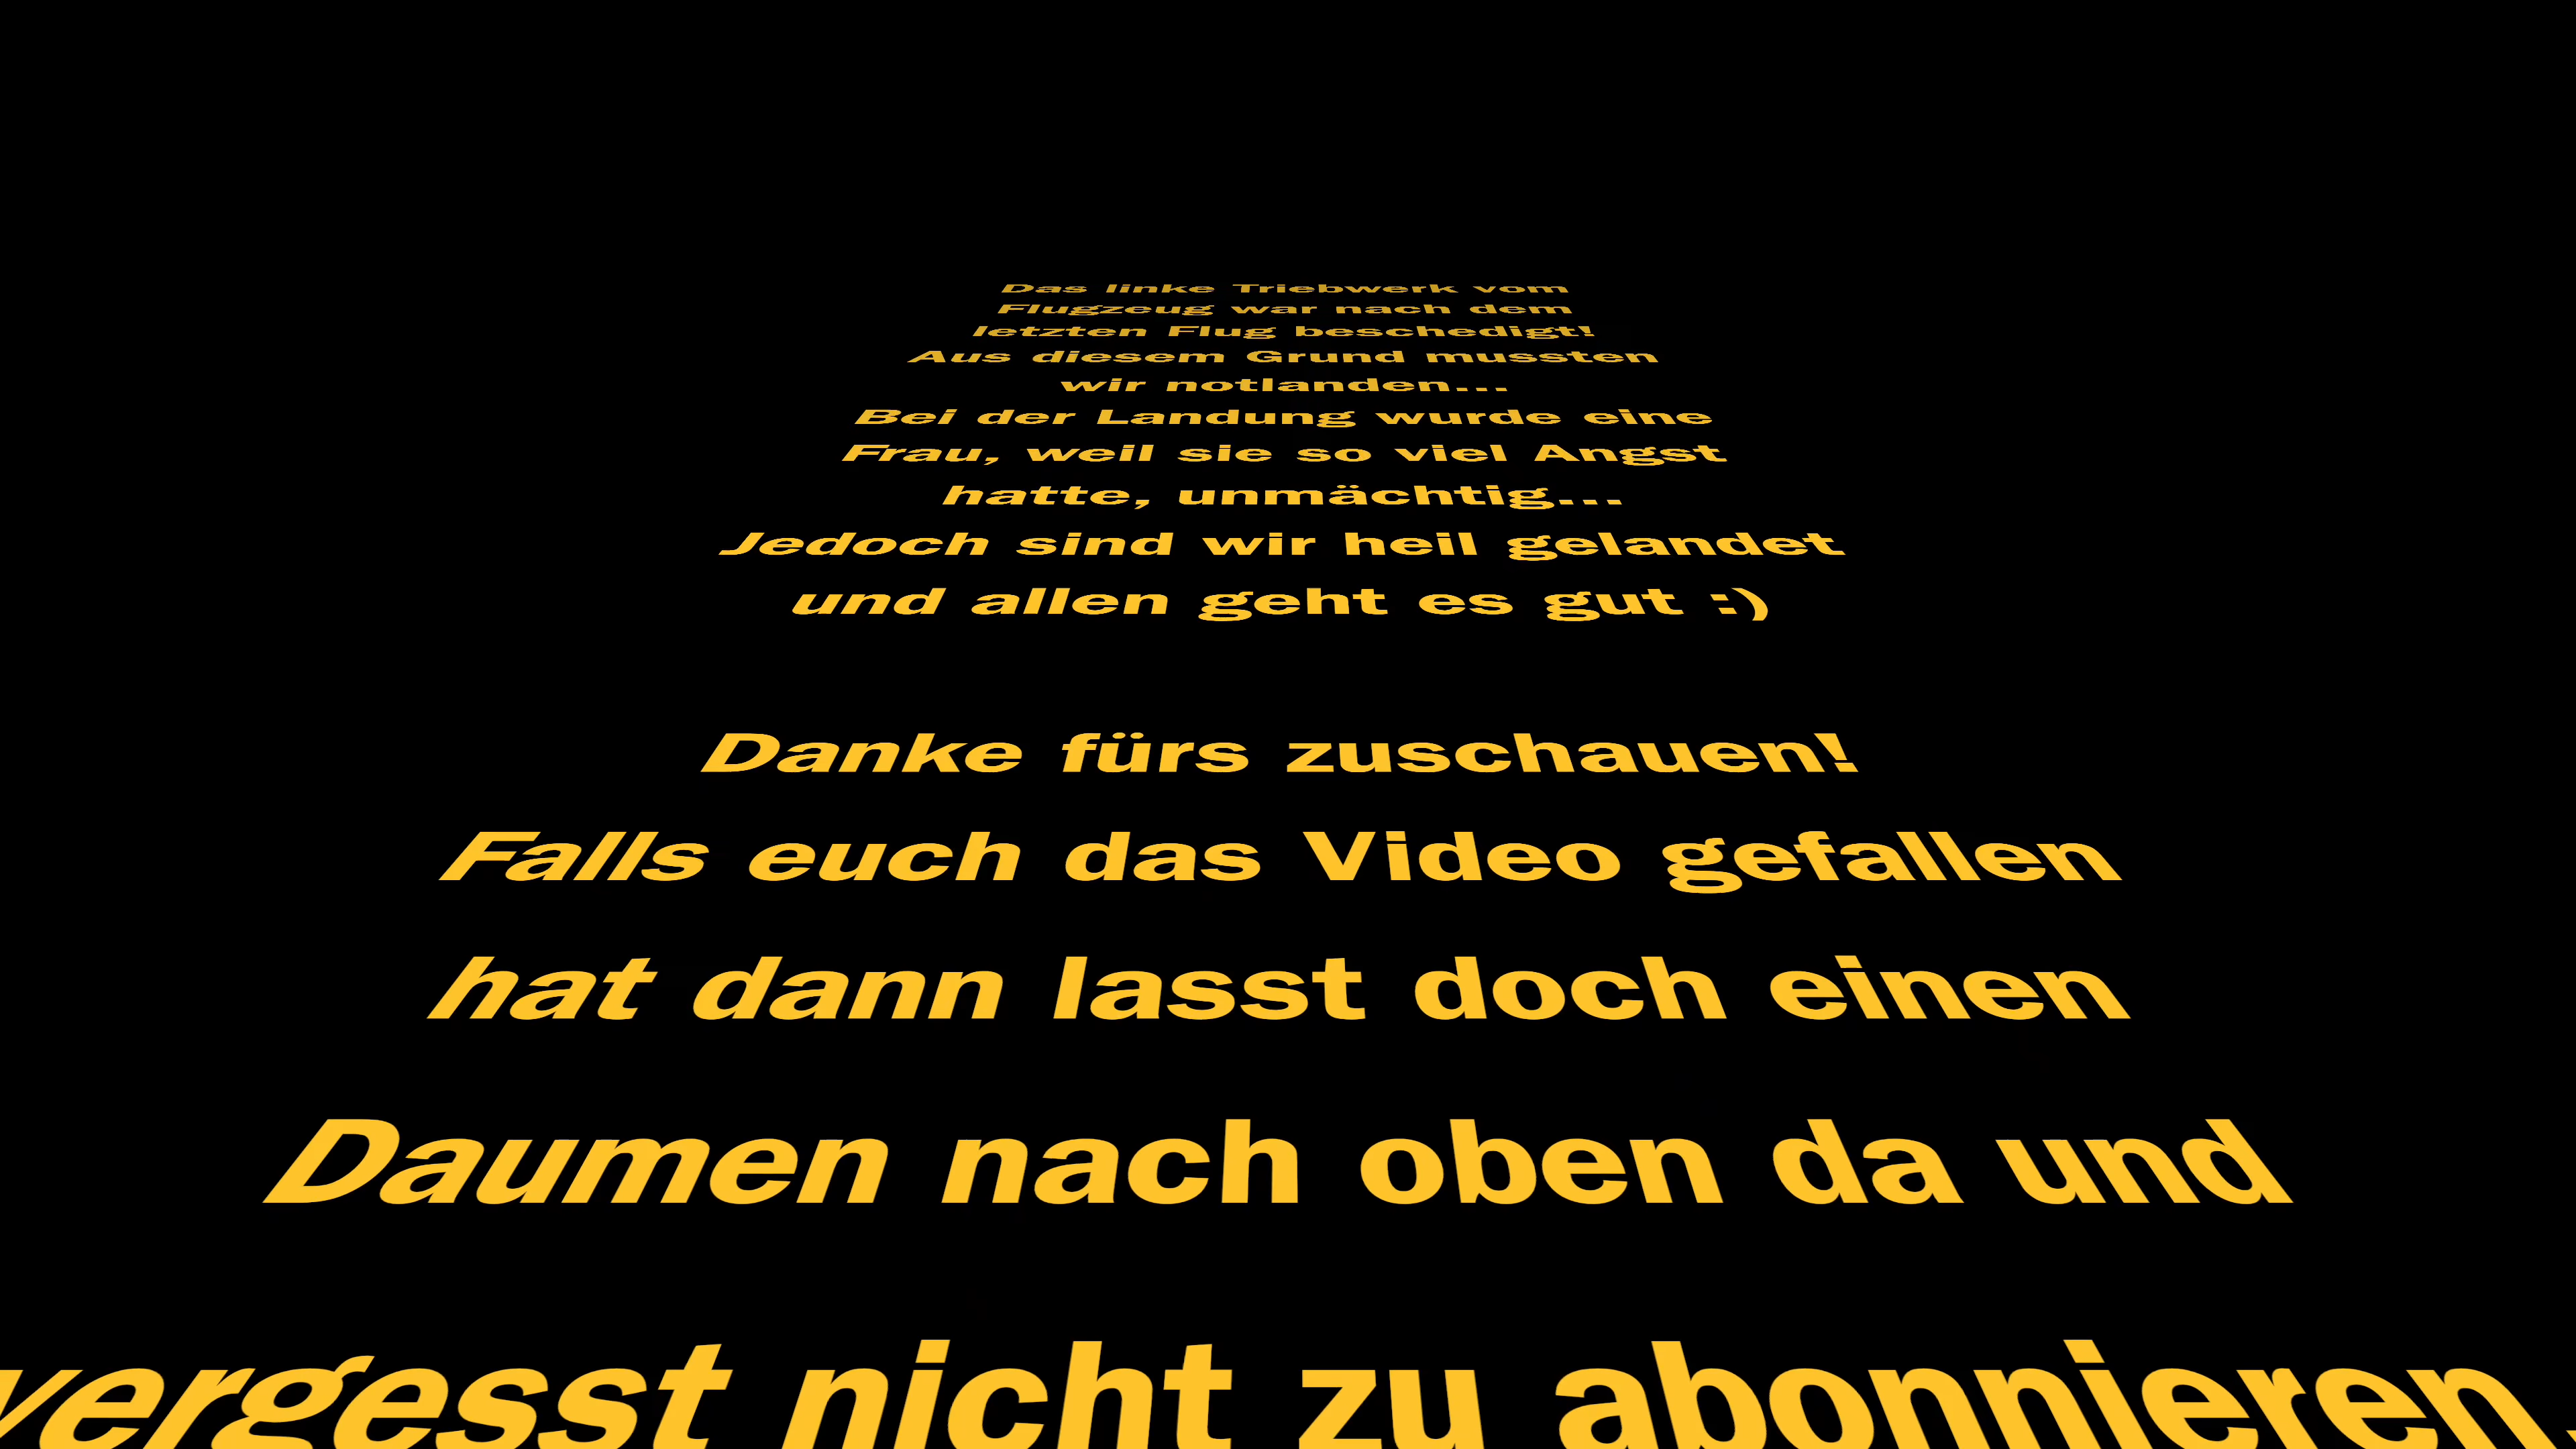 Das linke Triebwerk vom
Flugzeug war nach dem
letzten Flug beschedigt!
Aus diesem Grund mussten
wir notlanden...
Bei der Landung wurde eine
Frau, weil sie so viel Angst
hatte, unmächtig...
Jedoch sind wir heil gelandet
und allen geht es gut :)
Danke fürs zuschauen!
Falls euch das Video gefallen
hat dann lasst doch einen
Daumen nach oben da und
vergesst nicht zu abonnieren